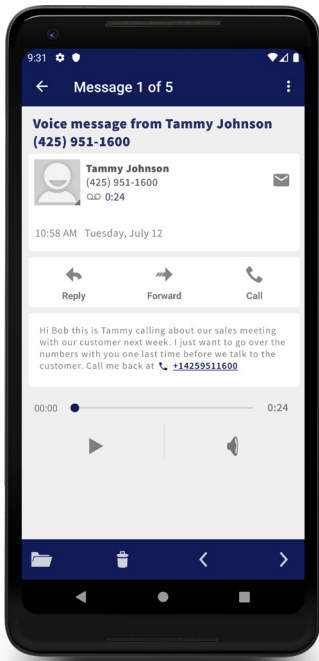 9:31
Message 1 of 5
Voice message from Tammy Johnson
(425) 951-1600
Tammy Johnson
(425) 951-1600
0:24
10:58 AM Tuesday, July 12
Reply Forward Call
Hi Bob this is Tammy calling about our sales meeting
with our customer next week. I just want to go over the
numbers with you one last time before we talk to the
customer. Call me back at +14259511600
00:00 0:24